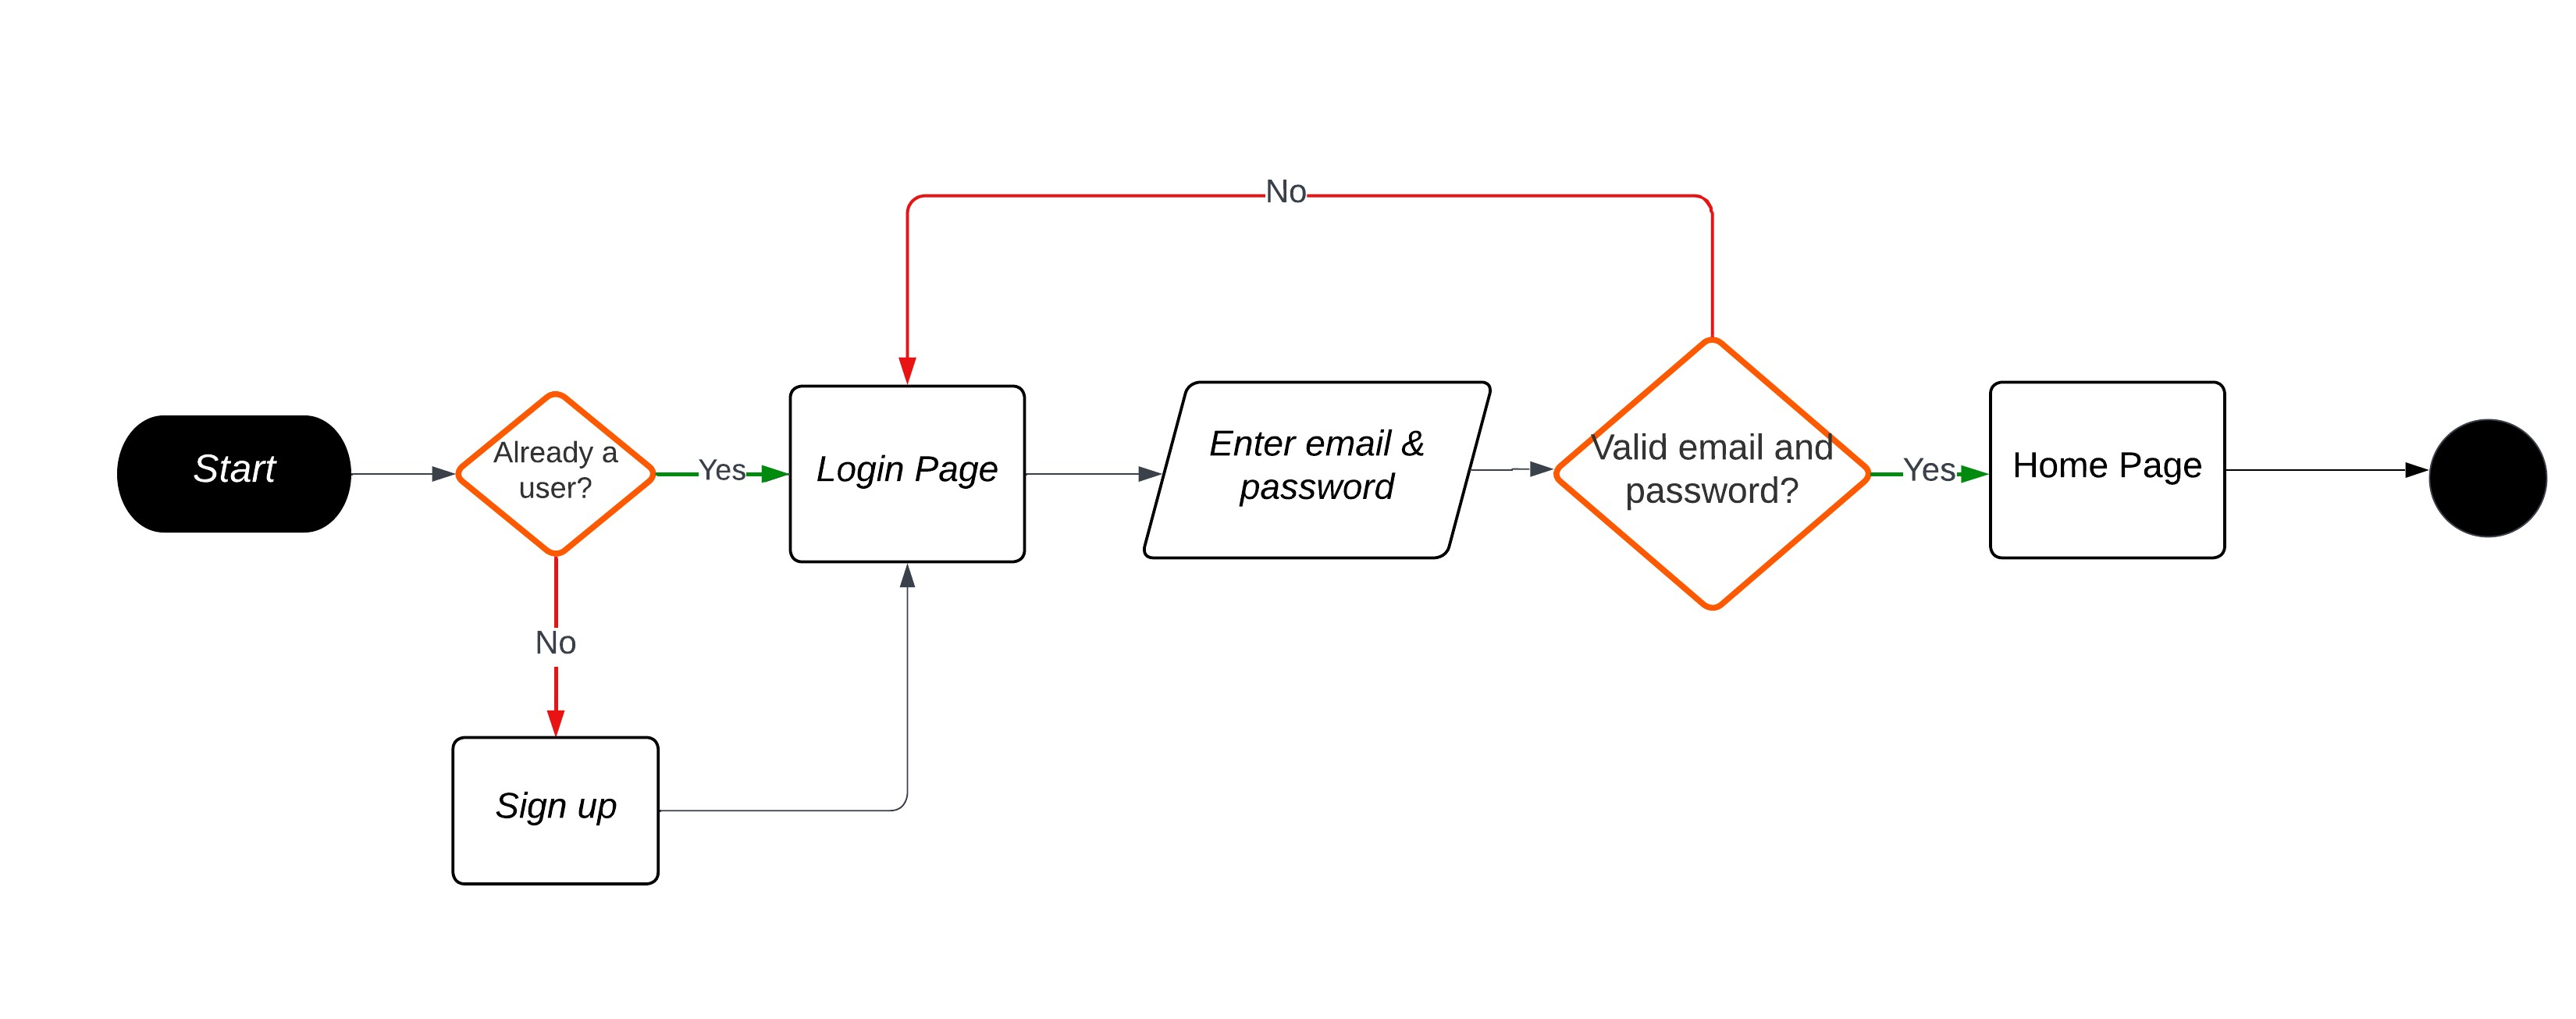 No
Start
Already a
user?
Yes
Login Page
Enter email &
password
Valid email and
password?
Yes
Home Page
No
Sign up